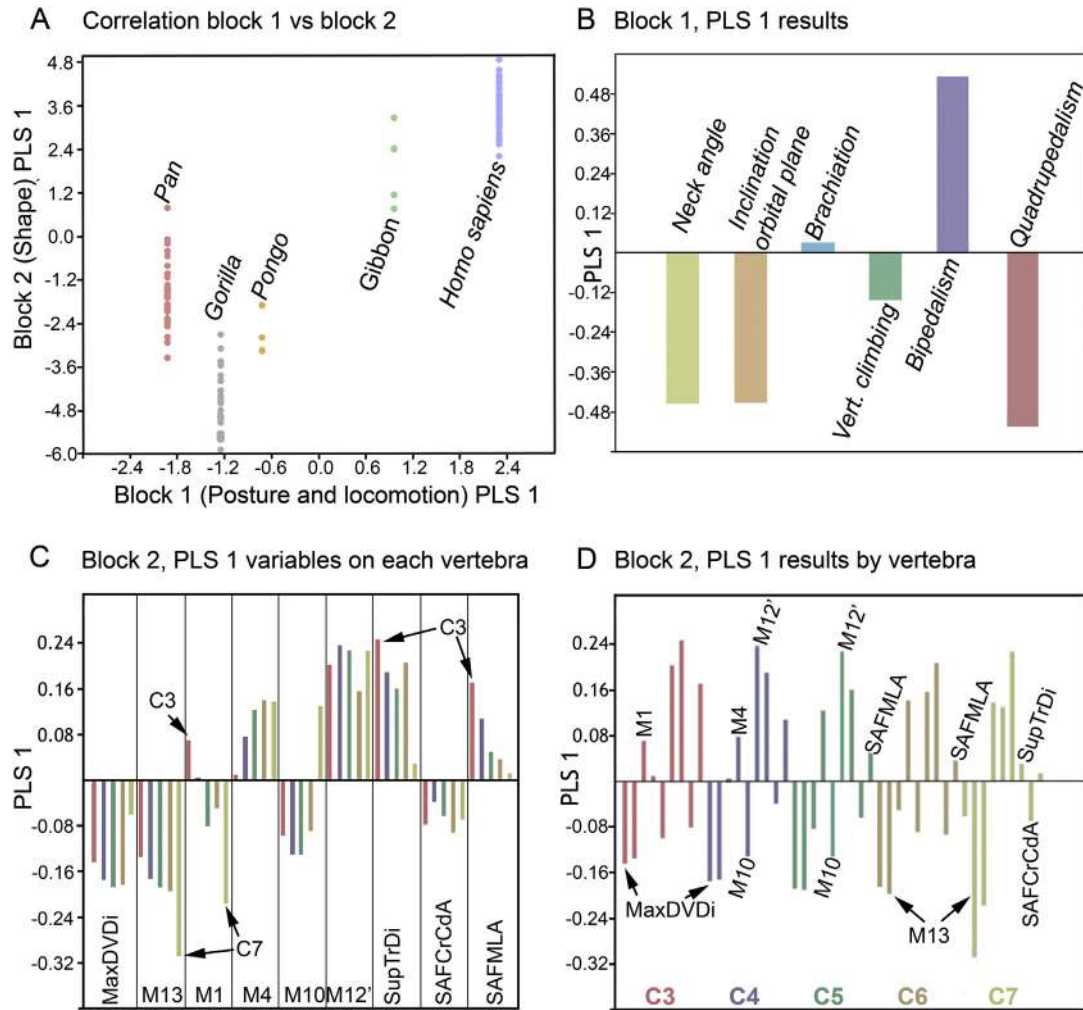 A Correlation block 1 vs block 2
Block 2 (Shape) PLS 1
4.8
3.6
2.4
1.2
0.0
-1.2
-2.4
-3.6
-4.8
-6.0
Pan
Gorilla
Pongo
Gibbon
Homo sapiens
-2.4 -1.8 -1.2 -0.6 0.0 0.6 1.2 1.8 2.4
Block 1 (Posture and locomotion) PLS 1
B Block 1, PLS 1 results
PLS 1
0.48
0.36
0.24
0.12
-0.12
-0.24
-0.36
-0.48
Neck angle
Inclination
orbital plane
Brachiation
Vert. climbing
Bipedalism
Quadrupedalism
C Block 2, PLS 1 variables on each vertebra
PLS 1
0.24
0.16
0.08
-0.08
-0.16
-0.24
-0.32
C3
C3
C7
MaxDVDi
M13
M1
M4
M10
M12'
SupTrDi
SAFCrCdA
SAFMLA
D Block 2, PLS 1 results by vertebra
PLS 1
0.24
0.16
0.08
-0.08
-0.16
-0.24
-0.32
M1
M4
M12'
M12'
SAFMLA
SAFMLA
SupTrDi
MaxDVDi
M10
M10
M13
SAFCrCdA
C3 C4 C5 C6 C7